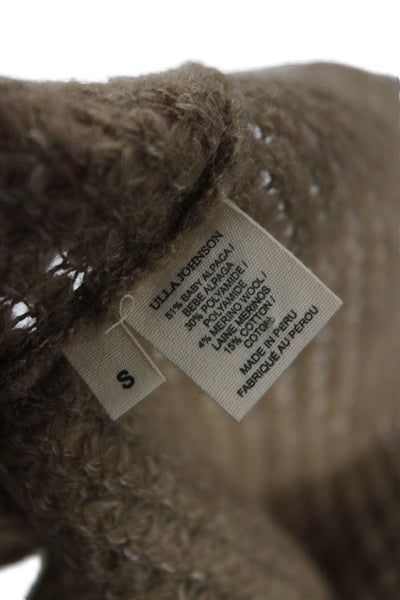 ULLA JOHNSON
51% BABY ALPACA /
BEBE ALPAGA
30% POLYAMIDE /
POLYAMIDE
4% MERINO WOOL /
LAINE MERINOS
15% COTTON /
COTON
MADE IN PERU
FABRIQUÉ AU PÉROU
S